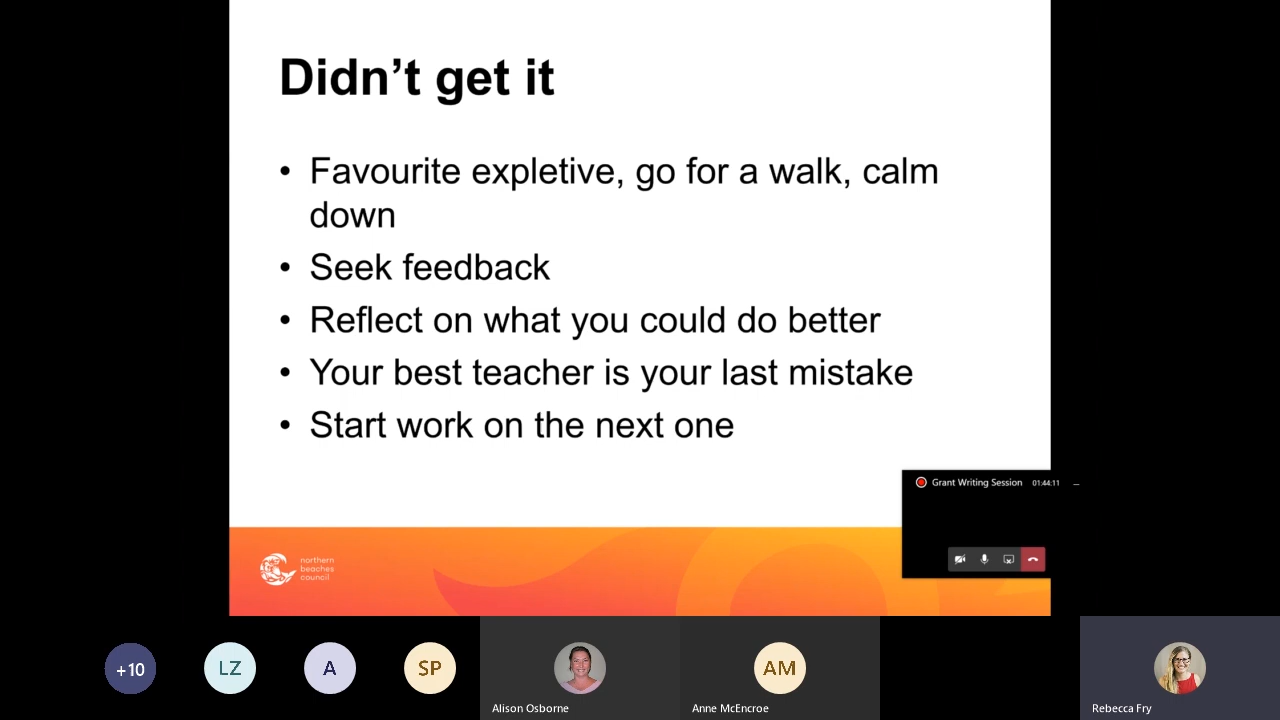 Didn’t get it
• Favourite expletive, go for a walk, calm
down
• Seek feedback
• Reflect on what you could do better
• Your best teacher is your last mistake
• Start work on the next one
Grant Writing Session 01:44:11
northern
beaches
council
+10
LZ
A
SP
AM
Alison Osborne
Anne McEncroe
Rebecca Fry